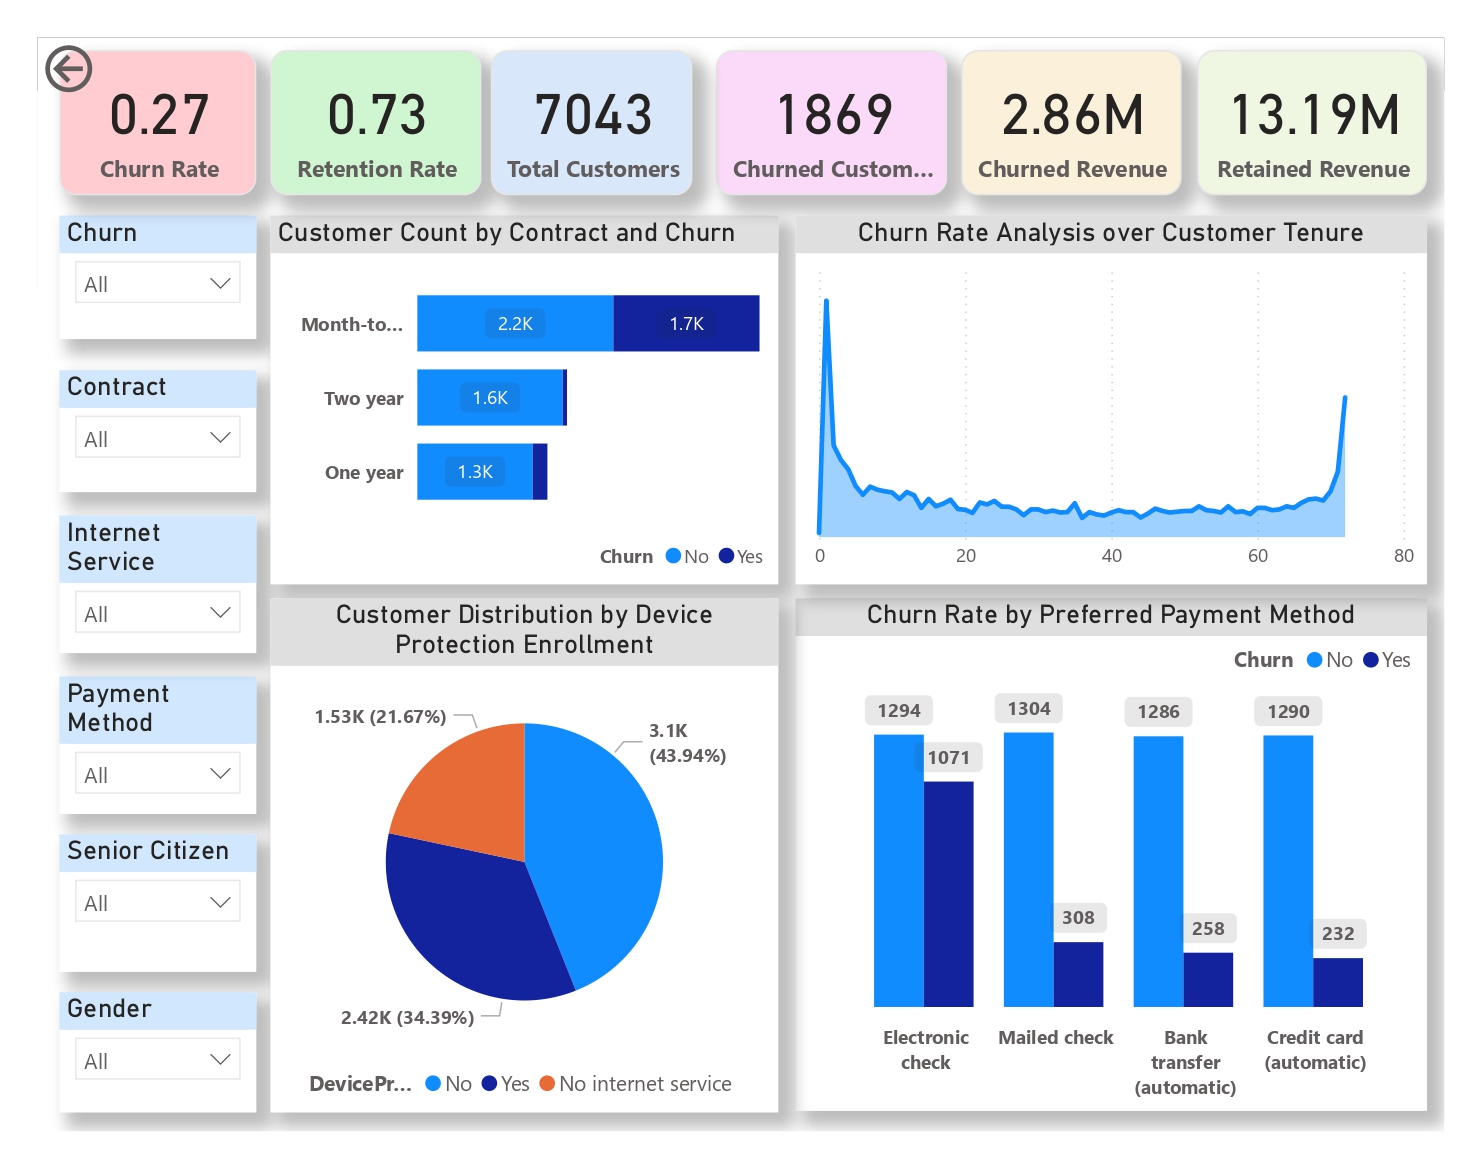 0.27
Churn Rate
0.73
Retention Rate
7043
Total Customers
1869
Churned Custom...
2.86M
Churned Revenue
13.19M
Retained Revenue
Churn
All
Contract
All
Internet
Service
All
Payment
Method
All
Senior Citizen
All
Gender
All
Customer Count by Contract and Churn
Month-to...
2.2K
1.7K
Two year
1.6K
One year
1.3K
Churn No Yes
Churn Rate Analysis over Customer Tenure
0 20 40 60 80
Customer Distribution by Device
Protection Enrollment
1.53K (21.67%)
3.1K
(43.94%)
2.42K (34.39%)
DevicePr... No Yes No internet service
Churn Rate by Preferred Payment Method
Churn No Yes
1294
1071
1304
308
1286
258
1290
232
Electronic
check
Mailed check
Bank
transfer
(automatic)
Credit card
(automatic)